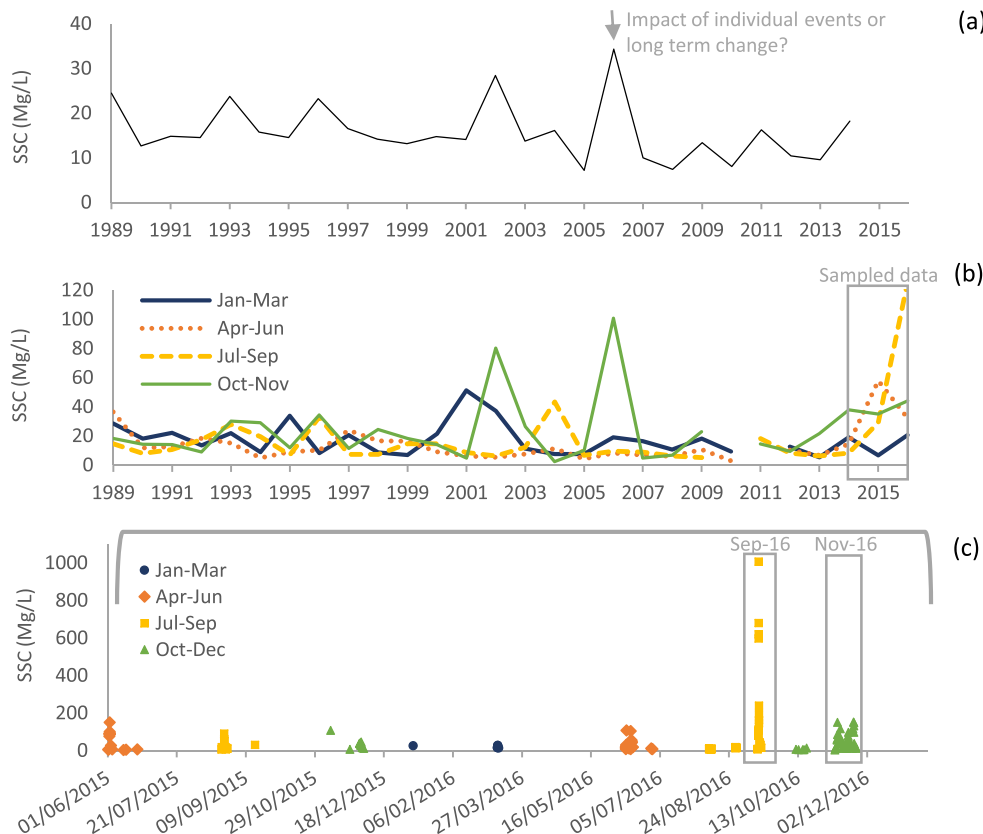 (a)
Impact of individual events or
long term change?
SSC (Mg/L)
40
30
20
10
0
1989 1991 1993 1995 1997 1999 2001 2003 2005 2007 2009 2011 2013 2015
(b)
Sampled data
SSC (Mg/L)
120
100
80
60
40
20
0
Jan-Mar
Apr-Jun
Jul-Sep
Oct-Nov
1989 1991 1993 1995 1997 1999 2001 2003 2005 2007 2009 2011 2013 2015
(c)
Sep-16 Nov-16
SSC (Mg/L)
1000
800
600
400
200
0
Jan-Mar
Apr-Jun
Jul-Sep
Oct-Dec
01/06/2015 21/07/2015 09/09/2015 29/10/2015 18/12/2015 06/02/2016 27/03/2016 16/05/2016 05/07/2016 24/08/2016 13/10/2016 02/12/2016